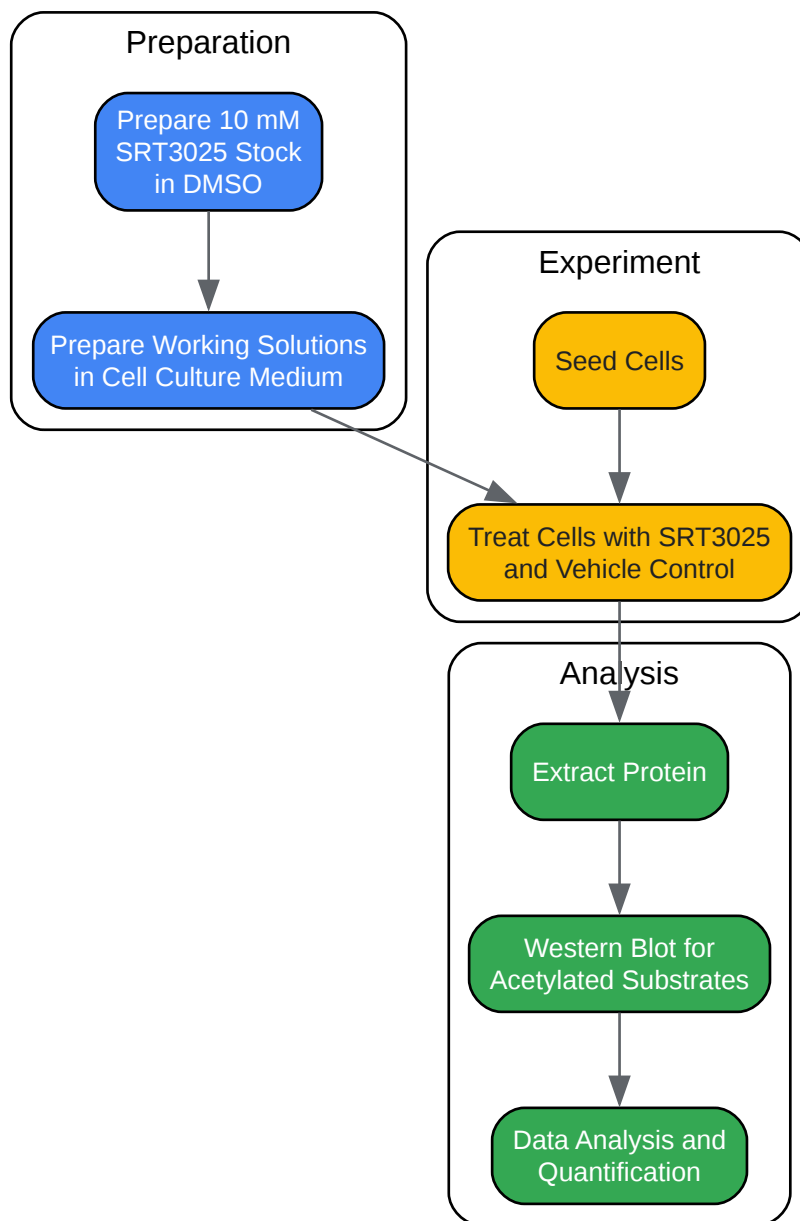 Preparation
Prepare 10 mM
SRT3025 Stock
in DMSO
Prepare Working Solutions
in Cell Culture Medium
Experiment
Seed Cells
Treat Cells with SRT3025
and Vehicle Control
Analysis
Extract Protein
Western Blot for
Acetylated Substrates
Data Analysis and
Quantification